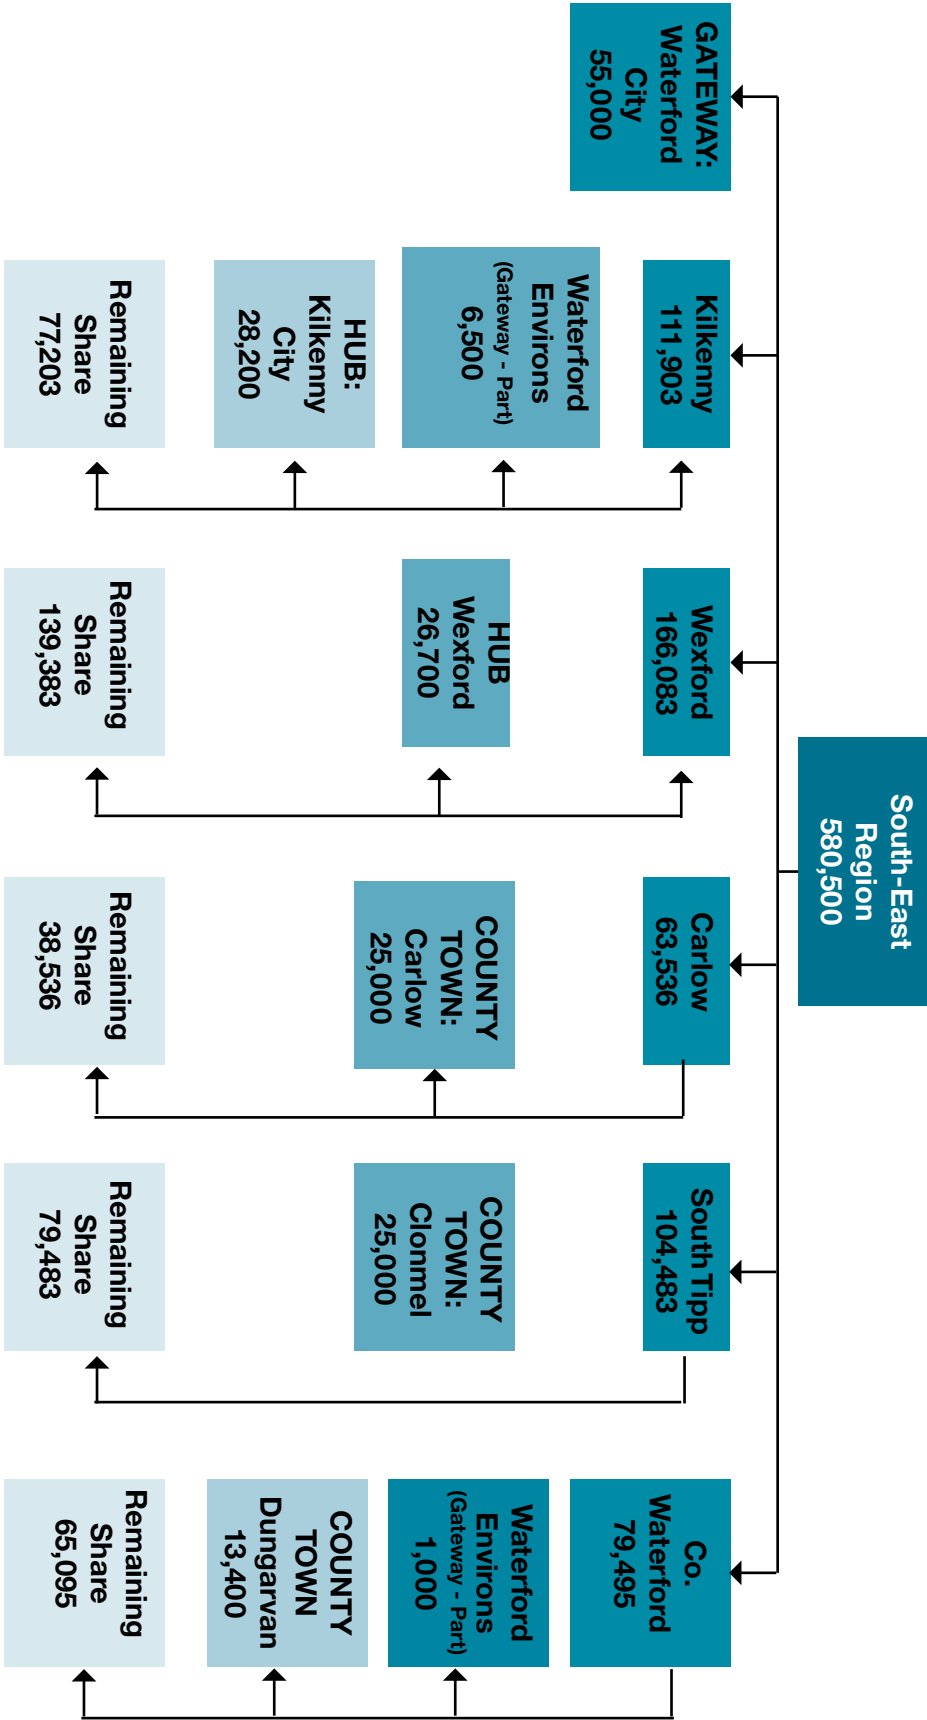 South-East
Region
580,500
GATEWAY:
Waterford
City
55,000
Kilkenny
111,903
Waterford
Environs
(Gateway - Part)
6,500
HUB:
Kilkenny
City
28,200
Remaining
Share
77,203
Wexford
166,083
HUB
Wexford
26,700
Remaining
Share
139,383
Carlow
63,536
COUNTY
TOWN:
Carlow
25,000
Remaining
Share
38,536
South Tipp
104,483
COUNTY
TOWN:
Clonmel
25,000
Remaining
Share
79,483
Co.
Waterford
79,495
Waterford
Environs
(Gateway - Part)
1,000
COUNTY
TOWN
Dungarvan
13,400
Remaining
Share
65,095